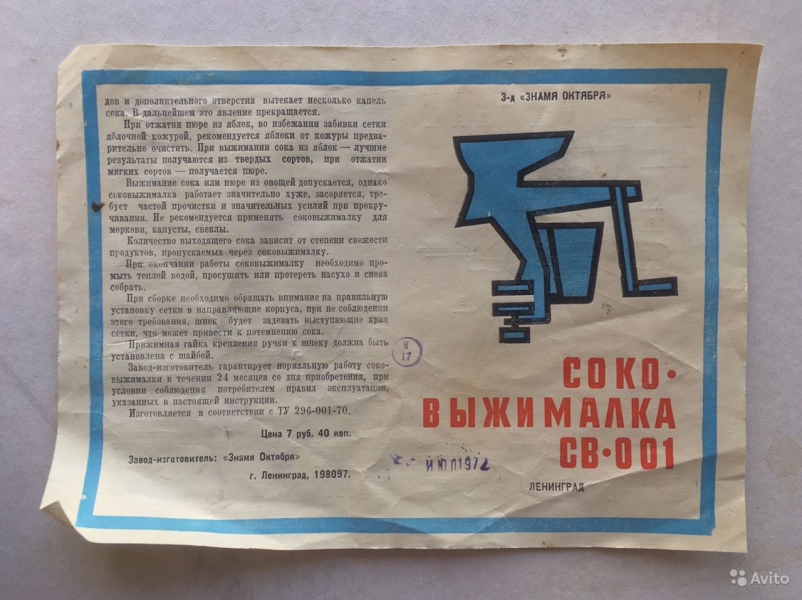 дов и дополнительного отверстия вытекает несколько капель
сока. В дальнейшем это явление прекращается.
При отжатии пюре из яблок, во избежании забивки сетки
яблочной кожурой, рекомендуется яблоки от кожуры предва-
рительно очистить. При выжимании сока из яблок — лучшие
результаты получаются из твердых сортов, при отжатии
мягких сортов — получается пюре.
Выжимание сока или пюре из овощей допускается, однако
соковыжималка работает значительно хуже, засоряется, тре-
бует частой прочистки и значительных усилий при прокру-
чивании. Не рекомендуется применять соковыжималку для
моркови, капусты, свеклы.
Количество выходящего сока зависит от степени свежести
продуктов, пропускаемых через соковыжималку.
При окончании работы соковыжималку необходимо про-
мыть теплой водой, просушить или протереть насухо и снова
собрать.
При сборке необходимо обращать внимание на правильную
установку сетки в направляющие корпуса, при не соблюдении
этого требования, шнек будет задевать выступающие края
сетки, что может привести к потемнению сока.
Прижимная гайка крепления ручки к шнеку должна быть
установлена с шайбой.
Завод-изготовитель гарантирует нормальную работу соко-
выжималки в течении 24 месяцев со дня приобретения, при
условии соблюдения потребителем правил эксплуатации,
указанных в настоящей инструкции.
Изготовляется в соответствии с ТУ 296-001-70.
Цена 7 руб. 40 коп.
Завод-изготовитель: «Знамя Октября»
г. Ленинград, 198097.
К
17
ИЮЛ 1972
З-д «ЗНАМЯ ОКТЯБРЯ»
СОКО-
ВЫЖИМАЛКА
СВ-001
ЛЕНИНГРАД
Avito